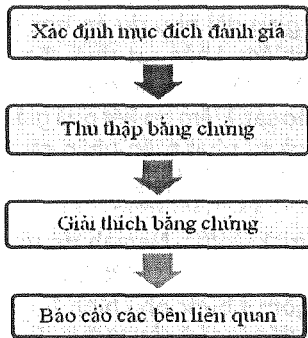 Xác định mục đích đánh giá
Thu thập bằng chứng
Giải thích bằng chứng
Báo cáo các bên liên quan